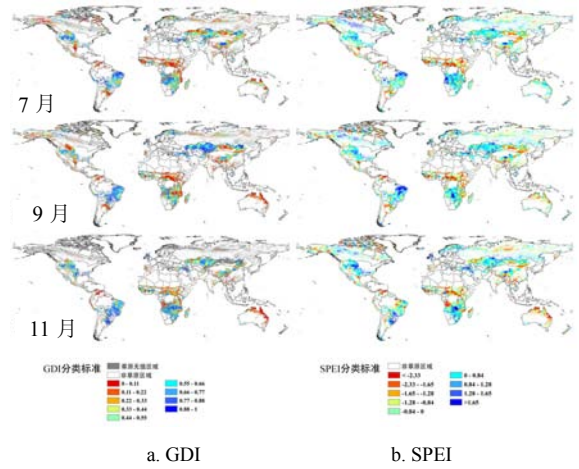 7 月
9 月
11 月
GDI分类标准
草原无值区域
非草原区域
0 - 0.11
0.11 - 0.22
0.22 - 0.33
0.33 - 0.44
0.44 - 0.55
0.55 - 0.66
0.66 - 0.77
0.77 - 0.88
0.88 - 1
SPEI分类标准
非草原区域
< -2.33
-2.33 - -1.65
-1.65 - -1.28
-1.28 - -0.84
-0.84 - 0
0 - 0.84
0.84 - 1.28
1.28 - 1.65
>1.65
a. GDI
b. SPEI